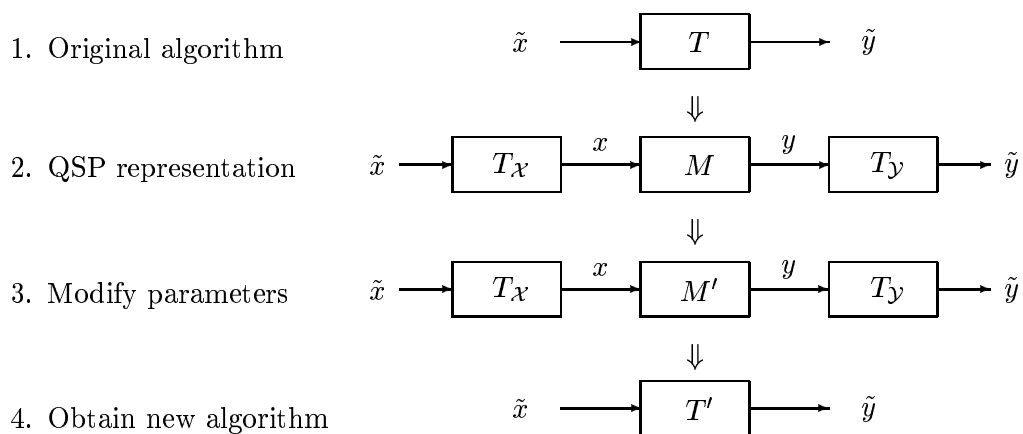 1. Original algorithm x̃ T ỹ
⇓
2. QSP representation x̃ T𝒳 x M y T𝒴 ỹ
⇓
3. Modify parameters x̃ T𝒳 x M′ y T𝒴 ỹ
⇓
4. Obtain new algorithm x̃ T′ ỹ